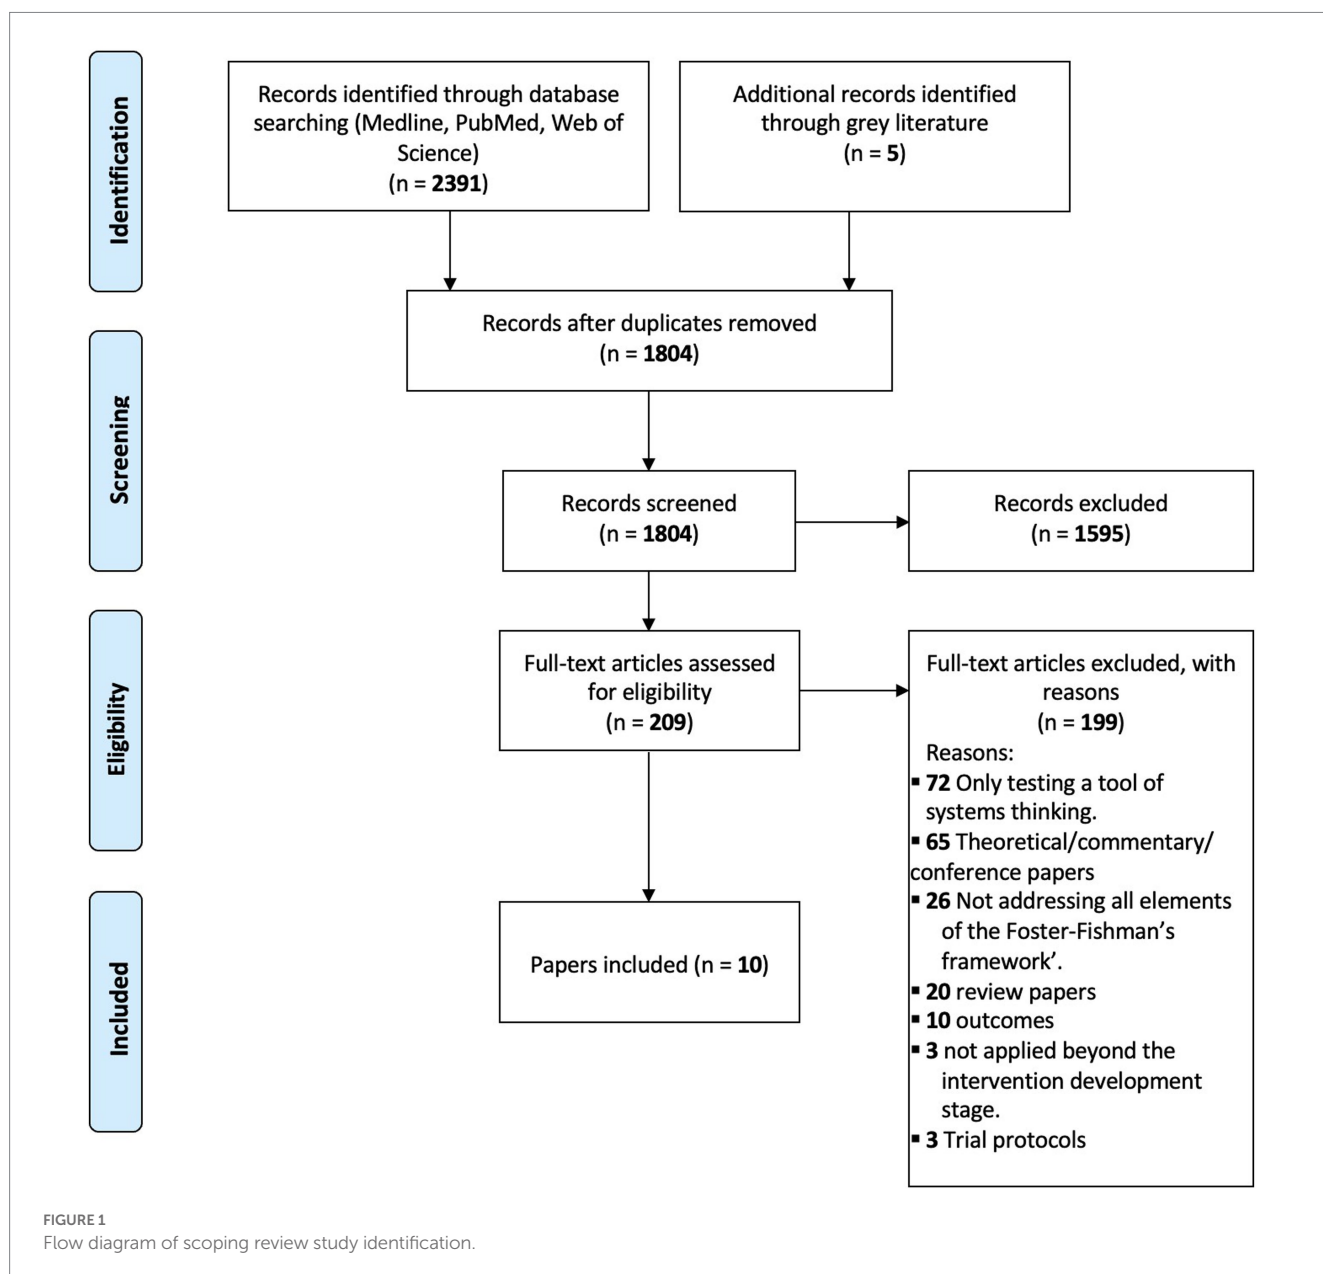 Identification
Records identified through database
searching (Medline, PubMed, Web of
Science)
(n = 2391)
Additional records identified
through grey literature
(n = 5)
Records after duplicates removed
(n = 1804)
Screening
Records screened
(n = 1804)
Records excluded
(n = 1595)
Eligibility
Full-text articles assessed
for eligibility
(n = 209)
Full-text articles excluded, with
reasons
(n = 199)
Reasons:
▪ 72 Only testing a tool of
systems thinking.
▪ 65 Theoretical/commentary/
conference papers
▪ 26 Not addressing all elements
of the Foster-Fishman’s
framework’.
▪ 20 review papers
▪ 10 outcomes
▪ 3 not applied beyond the
intervention development
stage.
▪ 3 Trial protocols
Included
Papers included (n = 10)
FIGURE 1
Flow diagram of scoping review study identification.